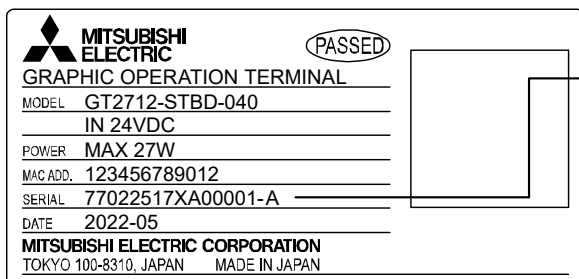 MITSUBISHI
ELECTRIC
PASSED
GRAPHIC OPERATION TERMINAL
MODEL GT2712-STBD-040
IN 24VDC
POWER MAX 27W
MAC ADD. 123456789012
SERIAL 77022517XA00001-A
DATE 2022-05
MITSUBISHI ELECTRIC CORPORATION
TOKYO 100-8310, JAPAN MADE IN JAPAN